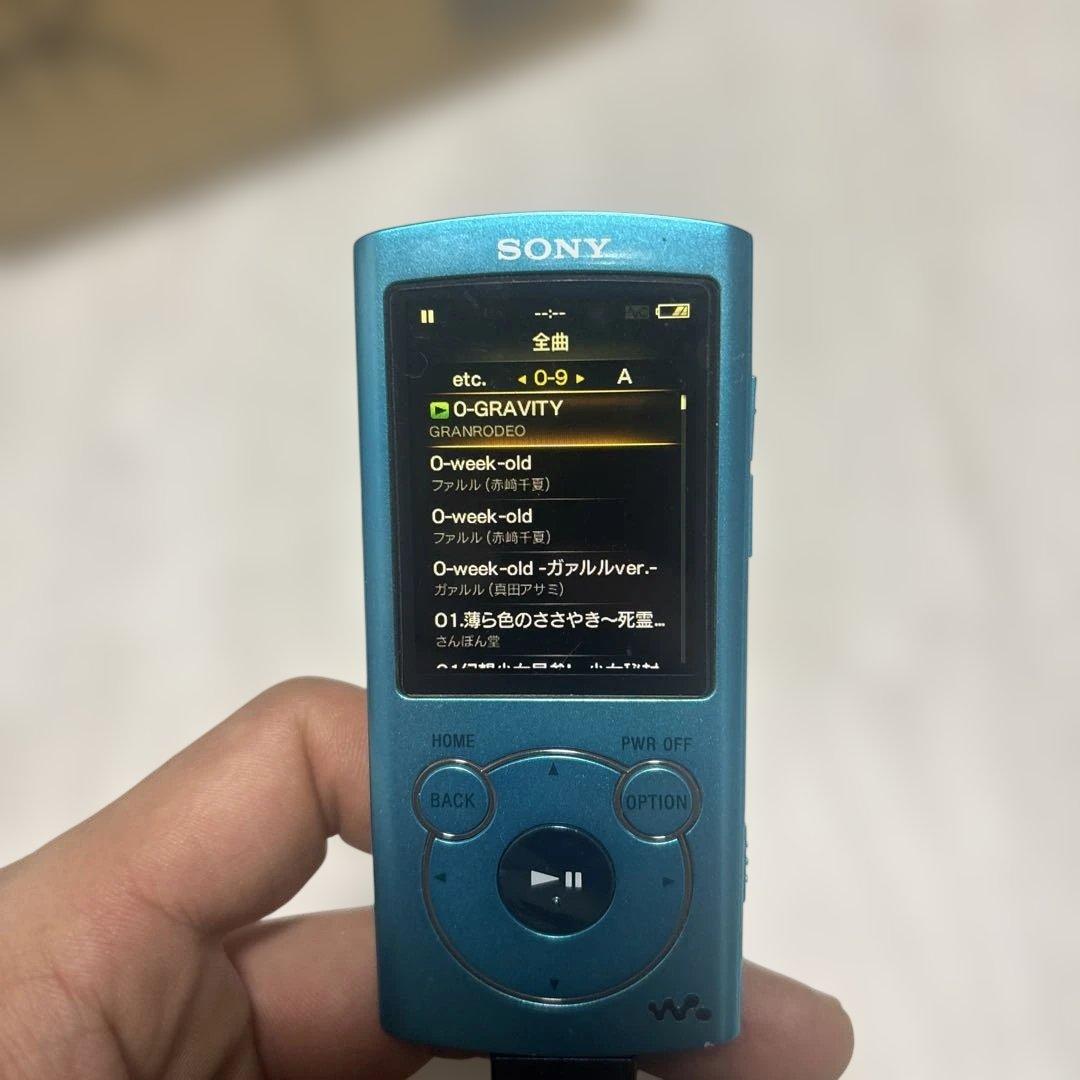 SONY
--:--
全曲
etc. 0-9 A
0-GRAVITY
GRANRODEO
0-week-old
ファルル (赤﨑千夏)
0-week-old
ファルル (赤﨑千夏)
0-week-old -ガァルルver.-
ガァルル (真田アサミ)
01.薄ら色のささやき〜死霊...
さんぼん堂
HOME
PWR OFF
BACK
OPTION